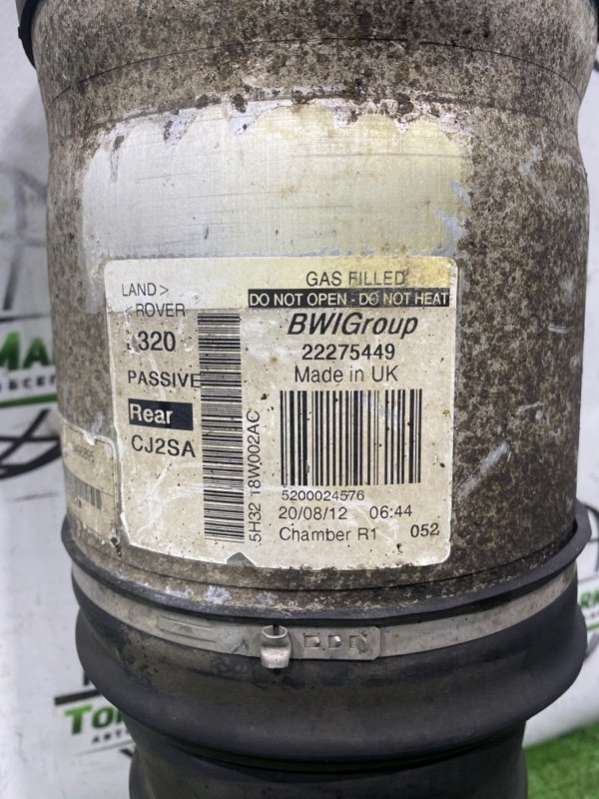 LAND>
<ROVER
320
PASSIVE
Rear
CJ2SA
5H32 18W002AC
GAS FILLED
DO NOT OPEN - DO NOT HEAT
BWIGroup
22275449
Made in UK
5200024576
20/08/12 06:44
Chamber R1 052